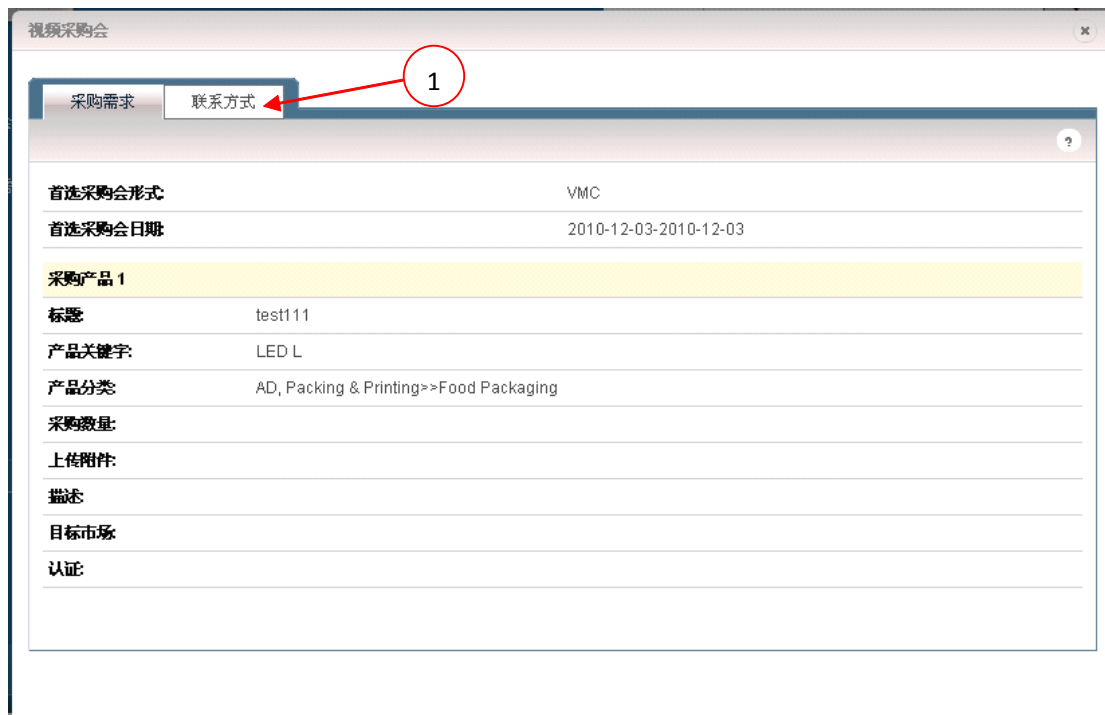 视频采购会
1
采购需求 联系方式
?
首选采购会形式: VMC
首选采购会日期: 2010-12-03-2010-12-03
采购产品 1
标题: test111
产品关键字: LED L
产品分类: AD, Packing & Printing>>Food Packaging
采购数量:
上传附件:
描述:
目标市场:
认证: